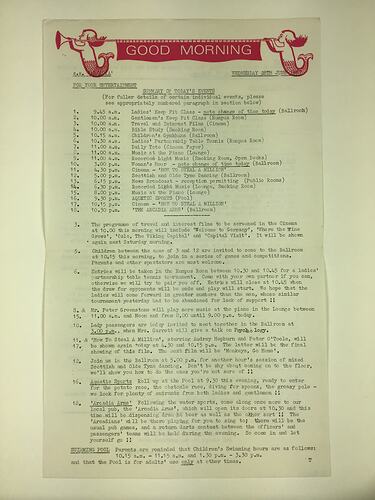 GOOD MORNING
WEDNESDAY 28TH
FOR YOUR ENTERTAINMENT
SUMMARY OF TODAY'S EVENTS
(For fuller details of certain individual events, please
see appropriately numbered paragraph in section below)
1. 9.45 a.m. Ladies' Keep Fit Class - note change of time today (Ballroom)
2. 10.00 a.m. Gentlemen's Keep Fit Class (Rumpus Room)
3. 10.00 a.m. Travel and Interest Films (Cinema)
4. 10.00 a.m. Bible Study (Smoking Room)
5. 10.15 a.m. Children's Gymkhana (Ballroom)
6. 10.30 a.m. Ladies' Partnership Table Tennis (Rumpus Room)
7. 11.00 a.m. Daily Tote (Cinema Foyer)
8. 11.00 a.m. Music at the Piano (Lounge)
9. 11.00 a.m. Recorded Light Music (Smoking Room, Open Decks)
10. 3.00 p.m. Women's Hour - note change of time today (Ballroom)
11. 4.30 p.m. Cinema - "HOW TO STEAL A MILLION"
12. 5.00 p.m. Scottish and Olde Tyme Dancing (Ballroom)
13. 6.15 p.m. News Broadcast - reception permitting (Public Rooms)
14. 8.30 p.m. Recorded Light Music (Lounge, Smoking Room)
15. 8.00 p.m. Music at the Piano (Lounge)
16. 9.30 p.m. AQUATIC SPORTS (Pool)
17. 10.15 p.m. Cinema - "HOW TO STEAL A MILLION"
18. 10.30 p.m. 'THE ARCADIA ARMS' (Ballroom)
3. The programme of travel and interest films to be screened in the Cinema
at 10.00 this morning will include 'Welcome to Germany', 'Where the Wine
Grows', 'Oslo, The Viking Capital' and 'Capital Visit'. It will be shown
again next Saturday morning.
5. Children between the ages of 3 and 12 are invited to come to the Ballroom
at 10.15 this morning, to join in a series of games and competitions.
Parents and other spectators are most welcome.
6. Entries will be taken in the Rumpus Room between 10.30 and 10.45 for a ladies'
partnership table tennis tournament. Come with your own partner if you can,
otherwise we will try to pair you off. Entries will close at 10.45 when
the draw for opponents will be made and play will start. We hope that the
ladies will come forward in greater numbers than the men, whose similar
tournament yesterday had to be abandoned for lack of support !!
8. & Mr. Peter Greenstone will play more music at the piano in the Lounge between
15. 11.00 a.m. and Noon and from 8.00 until 9.00 p.m. today.
10. Lady passengers are invited to meet together in the Ballroom at
3.00 p.m. when Mrs. Garrett will give a talk on Psychology.
11. & 'How To Steal A Million', starring Audrey Hepburn and Peter O'Toole, will
17. be shown again today at 4.30 and 10.15 p.m. The latter will be the final
showing of this film. The next film will be 'Monkeys, Go Home'.
12. Join us in the Ballroom at 5.00 p.m. for another hour's session of mixed
Scottish and Olde Tyme dancing. Don't be shy about coming on to the floor,
we'll show you how to do the ones you're not sure of !!
16. Aquatic Sports Roll up at the Pool at 9.30 this evening, ready to enter
for the potato race, the obstacle race, diving for spoons, the greasy pole -
we look for plenty of entrants from both ladies and gentlemen !!
18. 'Arcadia Arms' Following the water sports, come along once more to our
local pub, the 'Arcadia Arms', which will open its doors at 10.30 and this
time will be dispensing beer as well as the other sort !! The
'Arcadians' will be there playing for you to sing to; there will be the
usual pub games, and a return darts contest between the officers' and
passengers' teams will be held during the evening. So come in and let
yourself go !!
SWIMMING POOL Parents are reminded that Children's Swimming hours are as follows:
10.15 a.m. - 11.15 a.m. and 1.30 p.m. - 3.30 p.m.
and that the Pool is for adults' use only at other times.